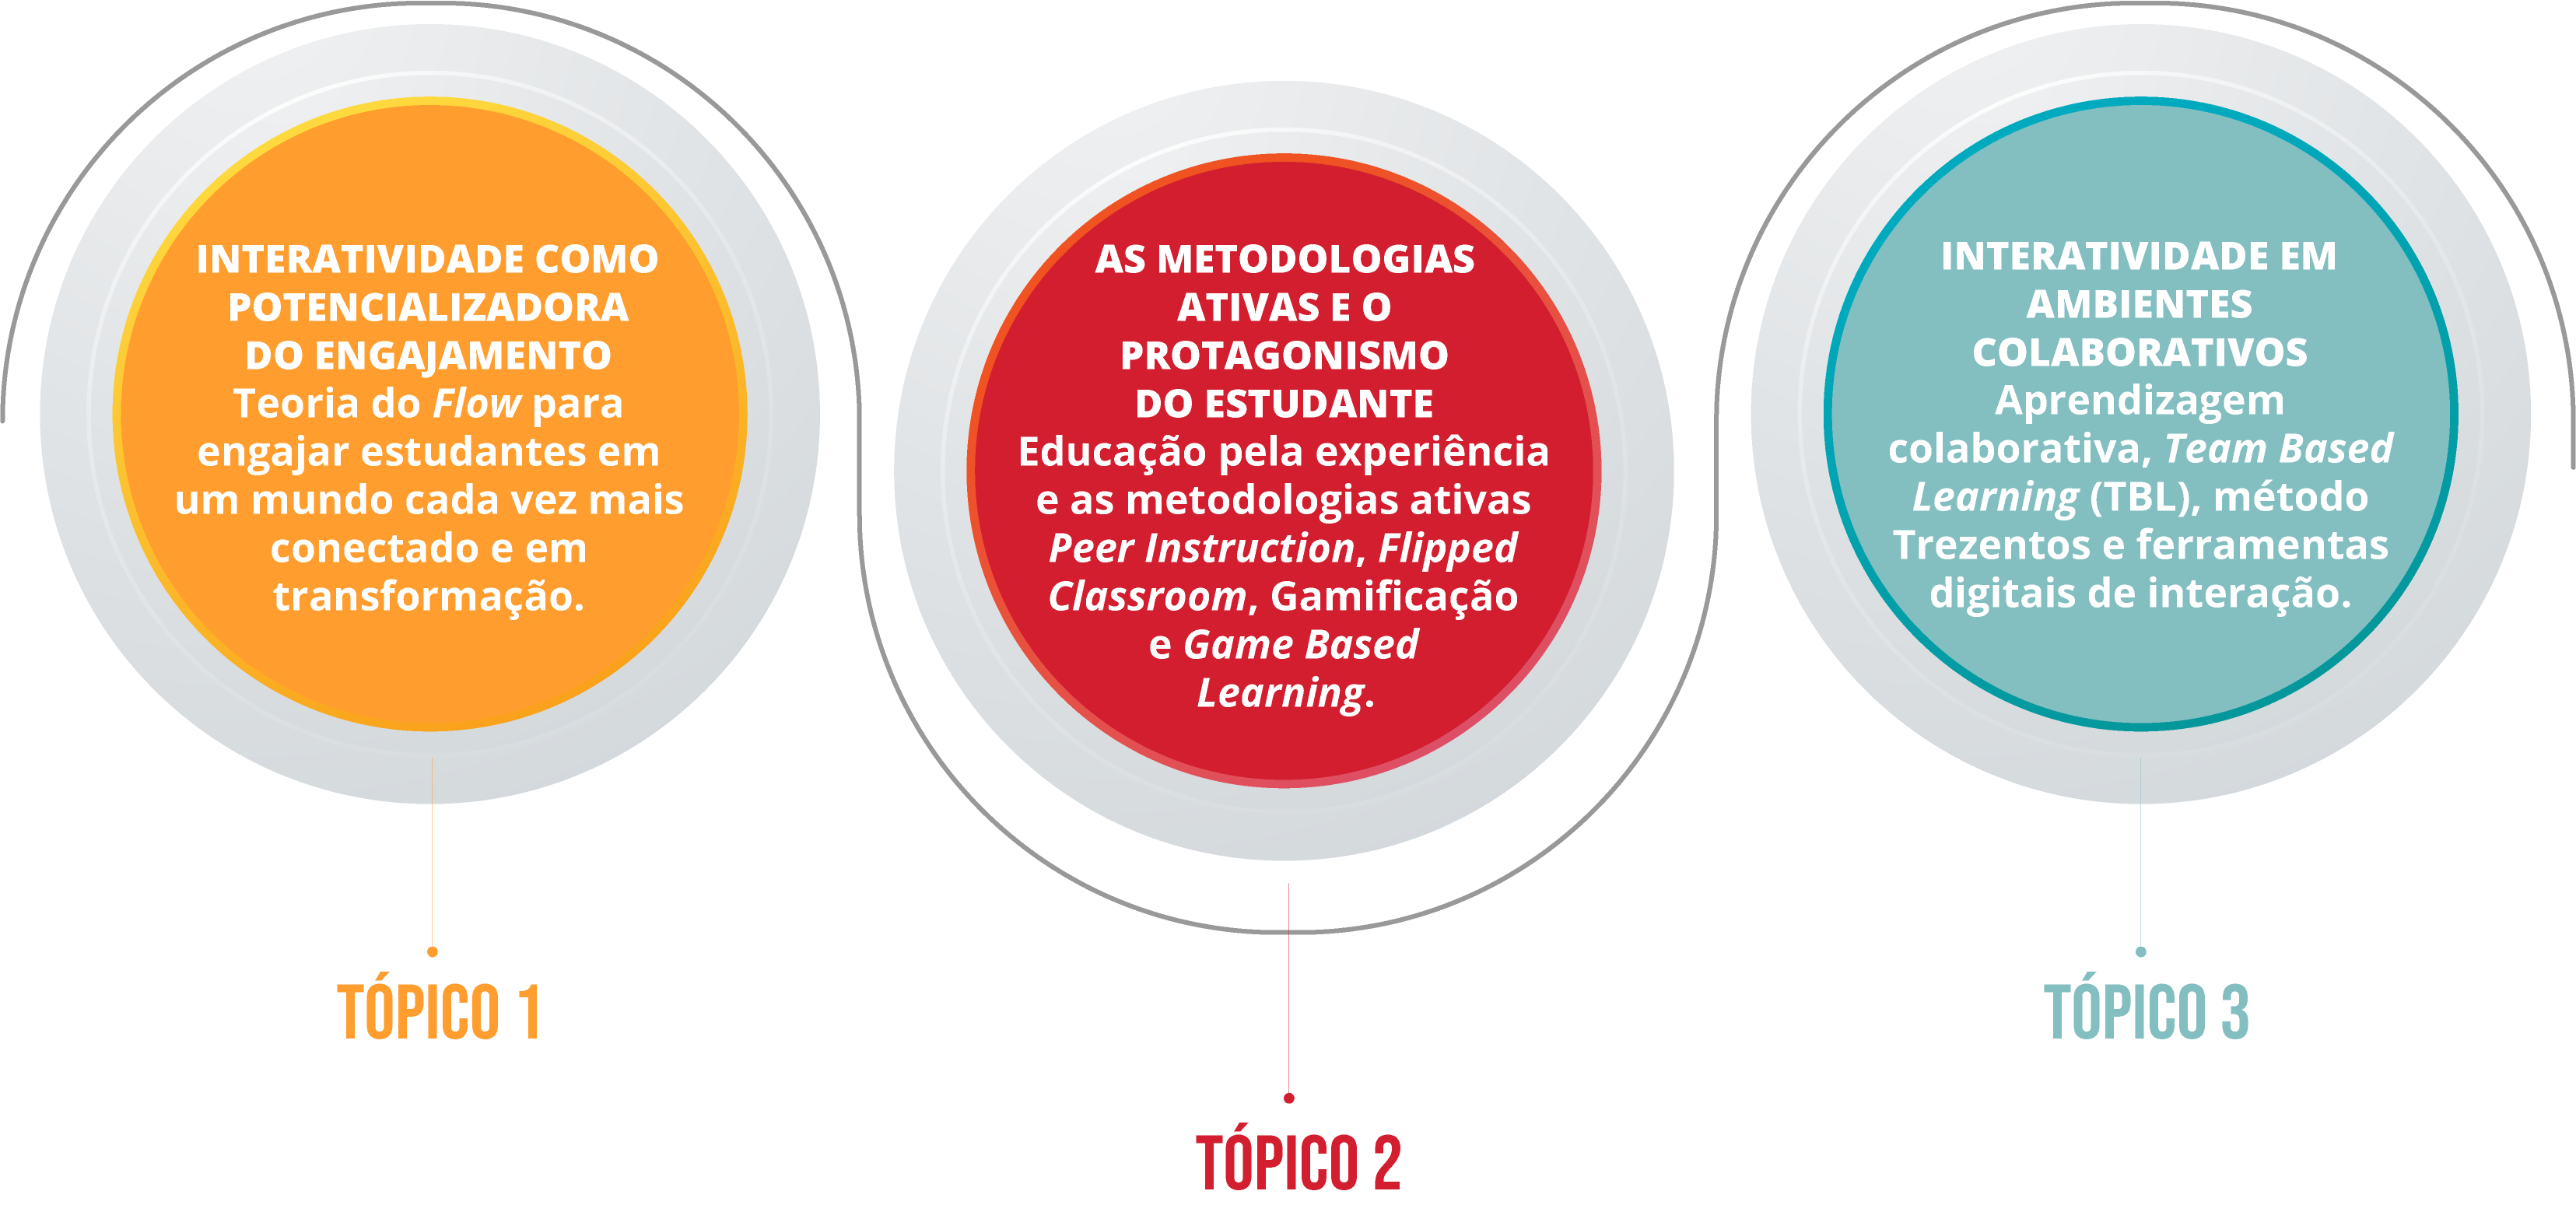 INTERATIVIDADE COMO
POTENCIALIZADORA
DO ENGAJAMENTO
Teoria do Flow para
engajar estudantes em
um mundo cada vez mais
conectado e em
transformação.
TÓPICO 1
AS METODOLOGIAS
ATIVAS E O
PROTAGONISMO
DO ESTUDANTE
Educação pela experiência
e as metodologias ativas
Peer Instruction, Flipped
Classroom, Gamificação
e Game Based
Learning.
TÓPICO 2
INTERATIVIDADE EM
AMBIENTES
COLABORATIVOS
Aprendizagem
colaborativa, Team Based
Learning (TBL), método
Trezentos e ferramentas
digitais de interação.
TÓPICO 3